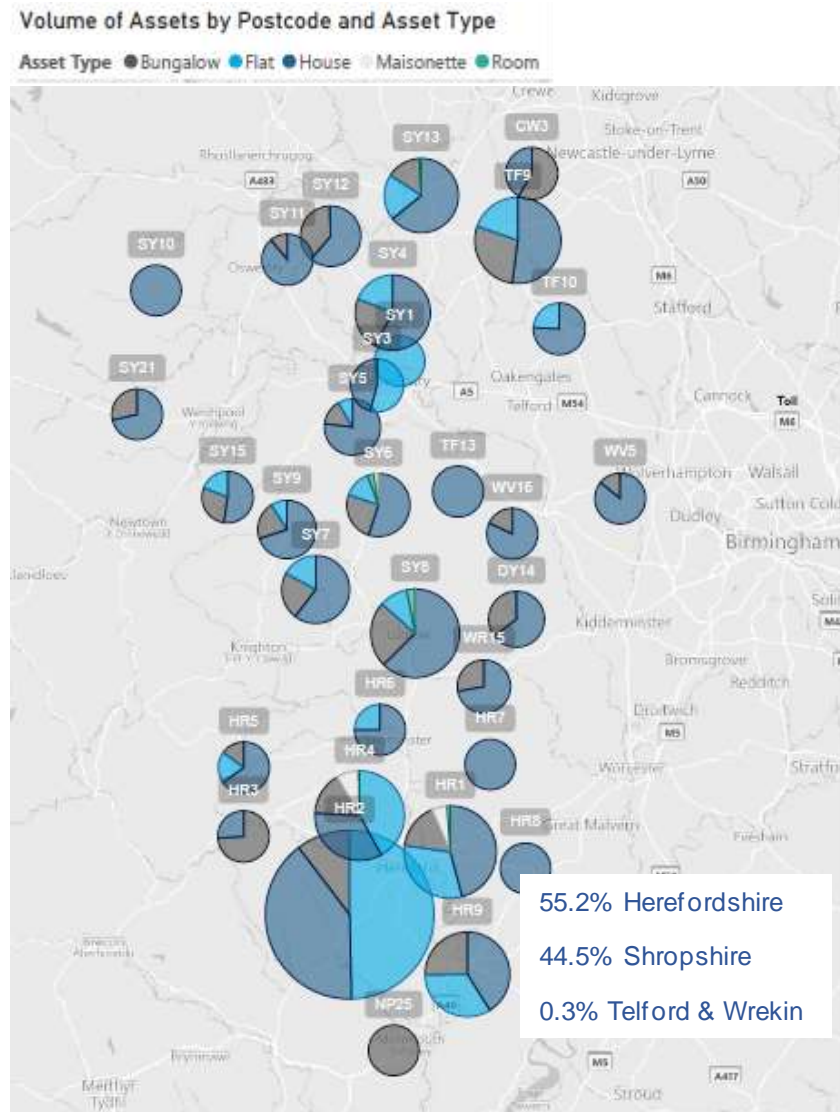 Volume of Assets by Postcode and Asset Type
Asset Type Bungalow Flat House Maisonette Room
Crewe
Kidsgrove
SY13
CW3
Stoke-on-Trent
Newcastle-under-Lyme
A483
TF9
A50
SY12
SY11
SY10
SY4
M6
TF10
Stafford
SY1
SY3
SY21
SY5
A5
Oakengates
Telford
M54
Cannock
Toll
M6
SY15
SY9
SY6
TF13
WV5
Walsall
WV16
Sutton Col
Newtown
Dudley
SY7
Birmingham
SY8
DY14
Kidderminster
WR15
Knighton
Bromsgrove
Redditch
HR6
Droitwich
HR5
HR7
M5
HR4
Worcester
Stratfo
HR3
HR1
HR2
HR8
Great Malvern
Evesham
55.2% Herefordshire
HR9
44.5% Shropshire
NP25
0.3% Telford & Wrekin
Brynmawr
M5
A417
Merthyr
Tydfil
Stroud